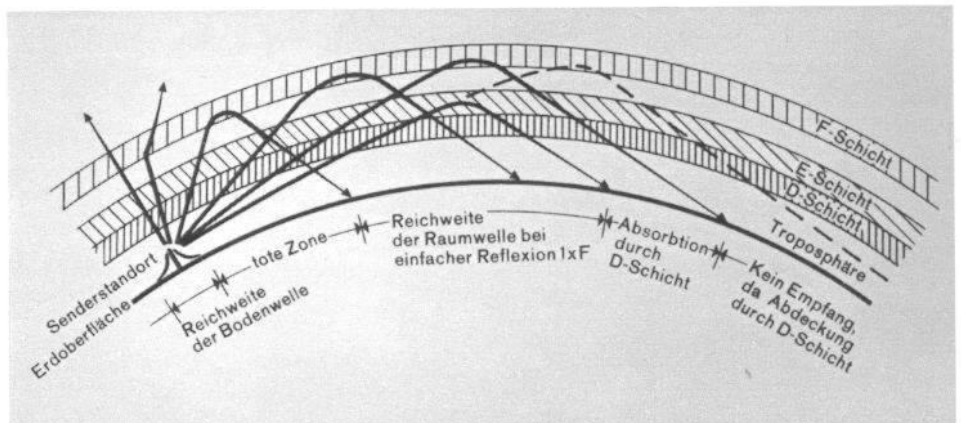 F-Schicht
E-Schicht
D-Schicht
Troposphäre
Senderstandort
Erdoberfläche
Reichweite
der Bodenwelle
tote Zone
Reichweite
der Raumwelle bei
einfacher Reflexion 1xF
Absorbtion
durch
D-Schicht
Kein Empfang,
da Abdeckung
durch D-Schicht